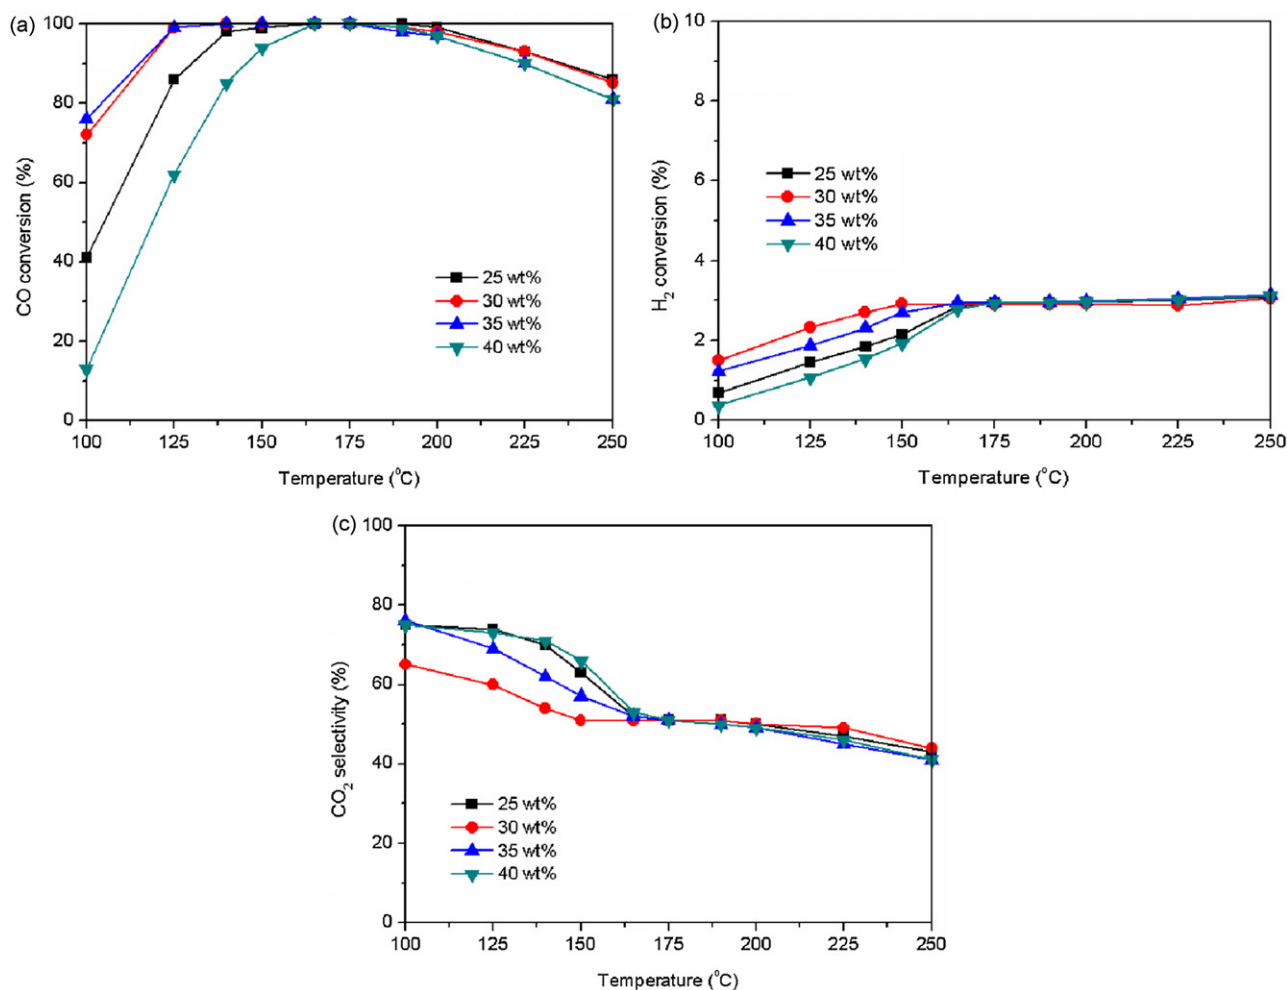 (a)
CO conversion (%)
100
80
60
40
20
0
25 wt%
30 wt%
35 wt%
40 wt%
100 125 150 175 200 225 250
Temperature (°C)
(b)
H₂ conversion (%)
10
8
6
4
2
0
25 wt%
30 wt%
35 wt%
40 wt%
100 125 150 175 200 225 250
Temperature (°C)
(c)
CO₂ selectivity (%)
100
80
60
40
20
0
25 wt%
30 wt%
35 wt%
40 wt%
100 125 150 175 200 225 250
Temperature (°C)